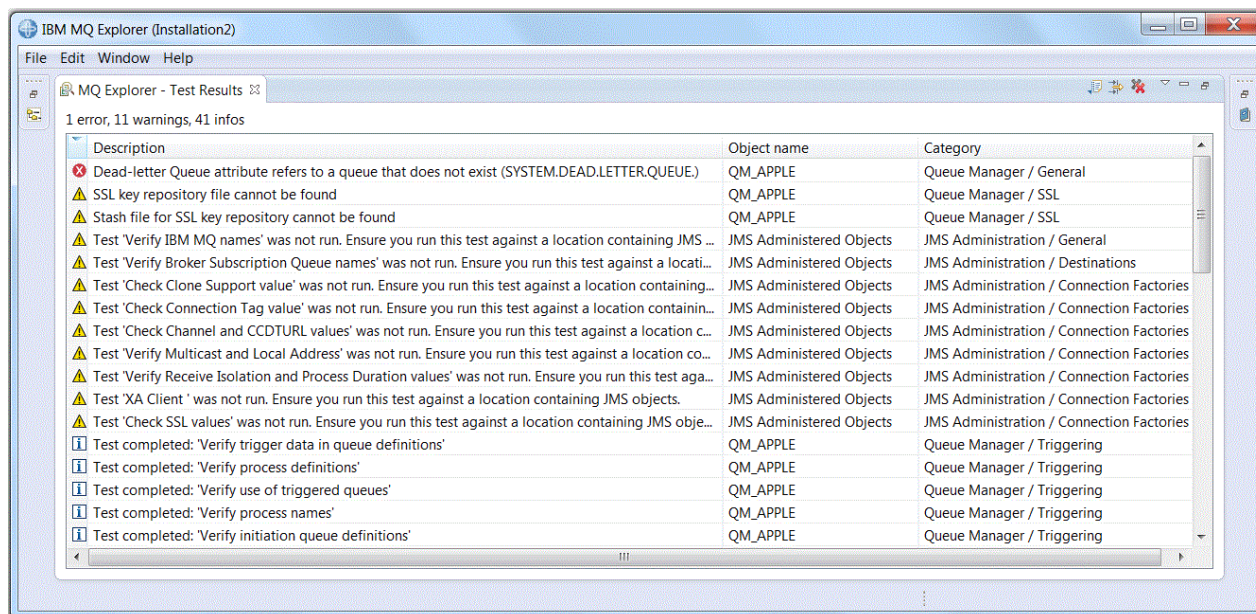 IBM MQ Explorer (Installation2)
File Edit Window Help
MQ Explorer - Test Results
1 error, 11 warnings, 41 infos
Description Object name Category
Dead-letter Queue attribute refers to a queue that does not exist (SYSTEM.DEAD.LETTER.QUEUE.) QM_APPLE Queue Manager / General
SSL key repository file cannot be found QM_APPLE Queue Manager / SSL
Stash file for SSL key repository cannot be found QM_APPLE Queue Manager / SSL
Test 'Verify IBM MQ names' was not run. Ensure you run this test against a location containing JMS ... JMS Administered Objects JMS Administration / General
Test 'Verify Broker Subscription Queue names' was not run. Ensure you run this test against a locati... JMS Administered Objects JMS Administration / Destinations
Test 'Check Clone Support value' was not run. Ensure you run this test against a location containing... JMS Administered Objects JMS Administration / Connection Factories
Test 'Check Connection Tag value' was not run. Ensure you run this test against a location containin... JMS Administered Objects JMS Administration / Connection Factories
Test 'Check Channel and CCDTURL values' was not run. Ensure you run this test against a location c... JMS Administered Objects JMS Administration / Connection Factories
Test 'Verify Multicast and Local Address' was not run. Ensure you run this test against a location co... JMS Administered Objects JMS Administration / Connection Factories
Test 'Verify Receive Isolation and Process Duration values' was not run. Ensure you run this test aga... JMS Administered Objects JMS Administration / Connection Factories
Test 'XA Client ' was not run. Ensure you run this test against a location containing JMS objects. JMS Administered Objects JMS Administration / Connection Factories
Test 'Check SSL values' was not run. Ensure you run this test against a location containing JMS obje... JMS Administered Objects JMS Administration / Connection Factories
Test completed: 'Verify trigger data in queue definitions' QM_APPLE Queue Manager / Triggering
Test completed: 'Verify process definitions' QM_APPLE Queue Manager / Triggering
Test completed: 'Verify use of triggered queues' QM_APPLE Queue Manager / Triggering
Test completed: 'Verify process names' QM_APPLE Queue Manager / Triggering
Test completed: 'Verify initiation queue definitions' QM_APPLE Queue Manager / Triggering